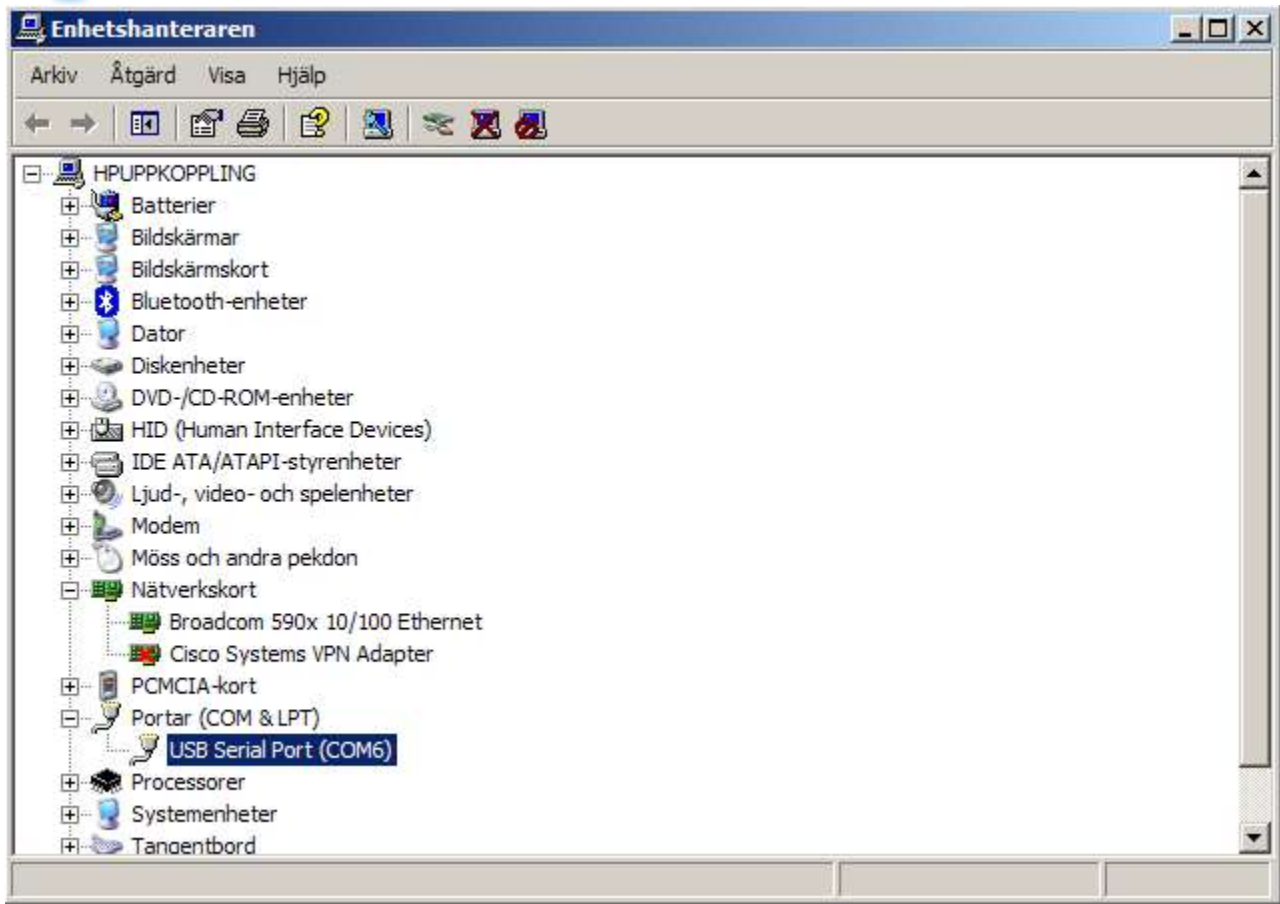 Enhetshanteraren
Arkiv Åtgärd Visa Hjälp
HPUPPKOPPLING
Batterier
Bildskärmar
Bildskärmskort
Bluetooth-enheter
Dator
Diskenheter
DVD-/CD-ROM-enheter
HID (Human Interface Devices)
IDE ATA/ATAPI-styrenheter
Ljud-, video- och spelenheter
Modem
Möss och andra pekdon
Nätverkskort
Broadcom 590x 10/100 Ethernet
Cisco Systems VPN Adapter
PCMCIA-kort
Portar (COM & LPT)
USB Serial Port (COM6)
Processorer
Systemenheter
Tangentbord